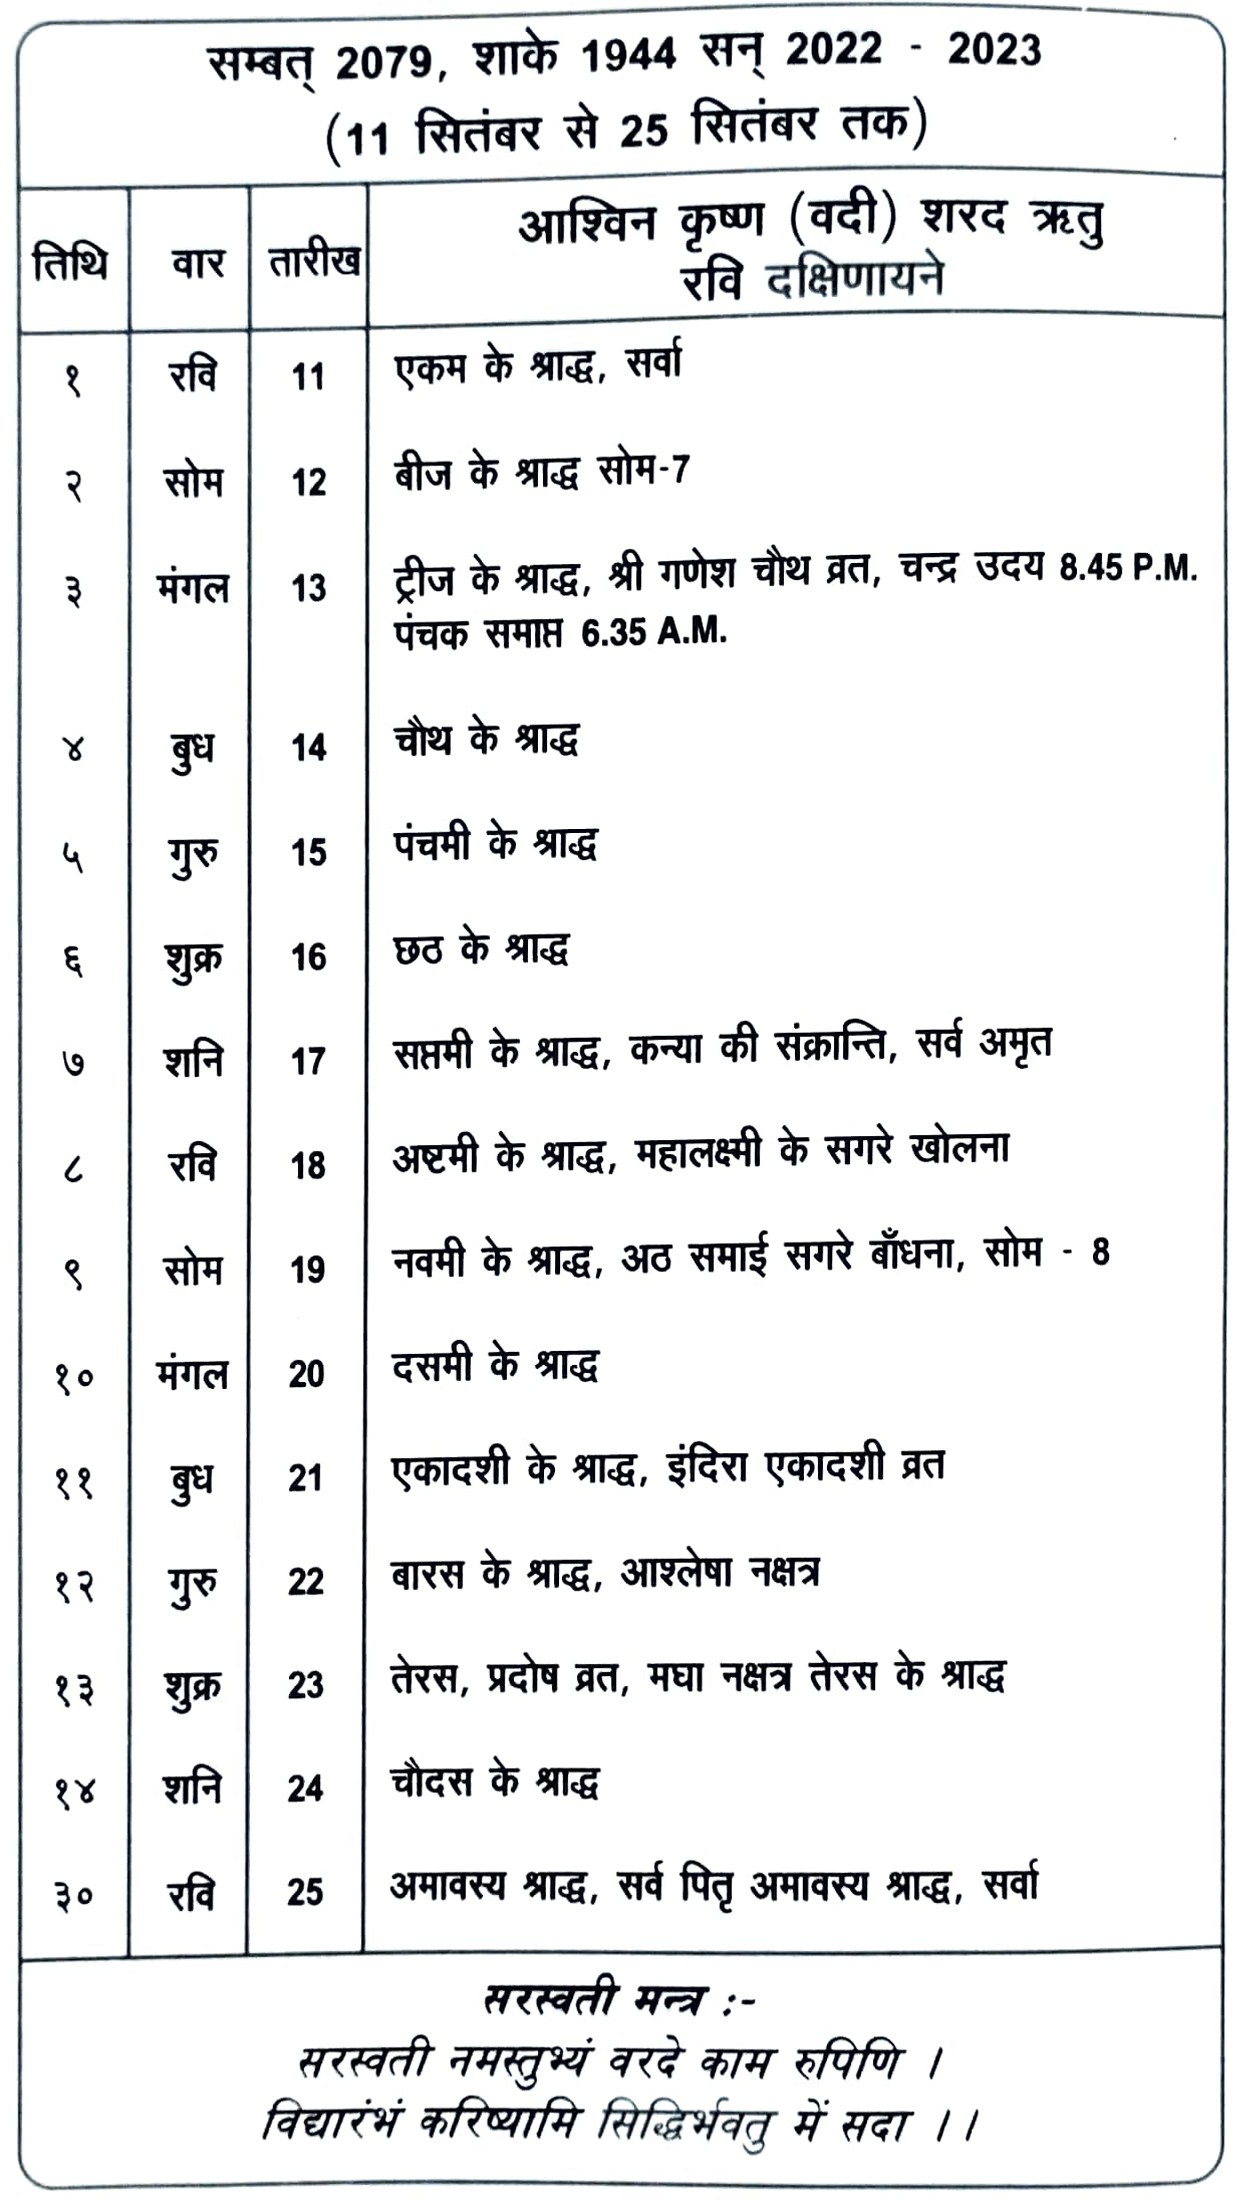 सम्बत् 2079, शाके 1944 सन् 2022 - 2023
(11 सितंबर से 25 सितंबर तक)
तिथि वार तारीख आश्विन कृष्ण (वदी) शरद ऋतु
रवि दक्षिणायने
१ रवि 11 एकम के श्राद्ध, सर्वा
२ सोम 12 बीज के श्राद्ध सोम-7
३ मंगल 13 ट्रीज के श्राद्ध, श्री गणेश चौथ व्रत, चन्द्र उदय 8.45 P.M.
पंचक समाप्त 6.35 A.M.
४ बुध 14 चौथ के श्राद्ध
५ गुरु 15 पंचमी के श्राद्ध
६ शुक्र 16 छठ के श्राद्ध
७ शनि 17 सप्तमी के श्राद्ध, कन्या की संक्रान्ति, सर्व अमृत
८ रवि 18 अष्टमी के श्राद्ध, महालक्ष्मी के सगरे खोलना
९ सोम 19 नवमी के श्राद्ध, अठ समाई सगरे बाँधना, सोम - 8
१० मंगल 20 दसमी के श्राद्ध
११ बुध 21 एकादशी के श्राद्ध, इंदिरा एकादशी व्रत
१२ गुरु 22 बारस के श्राद्ध, आश्लेषा नक्षत्र
१३ शुक्र 23 तेरस, प्रदोष व्रत, मघा नक्षत्र तेरस के श्राद्ध
१४ शनि 24 चौदस के श्राद्ध
३० रवि 25 अमावस्य श्राद्ध, सर्व पितृ अमावस्य श्राद्ध, सर्वा
सरस्वती मन्त्र :-
सरस्वती नमस्तुभ्यं वरदे काम रुपिणि ।
विद्यारंभं करिष्यामि सिद्धिर्भवतु में सदा ।।